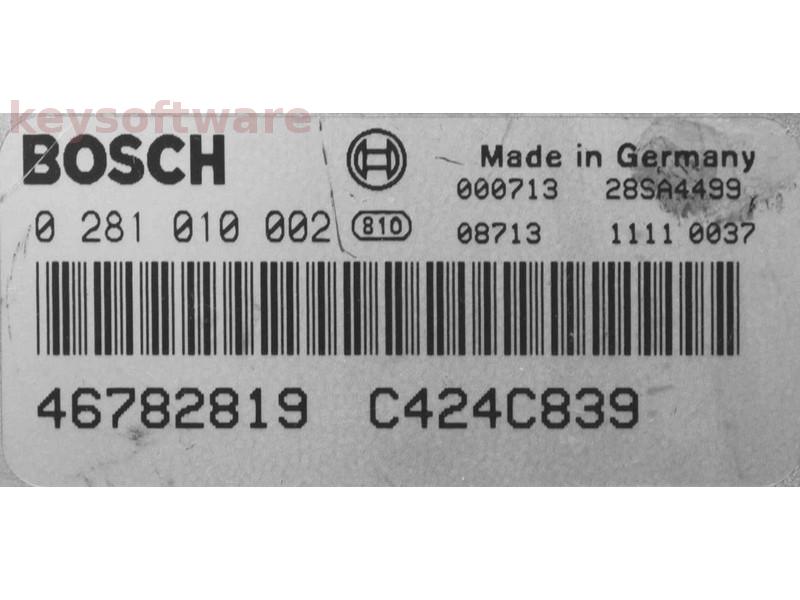 keysoftware
BOSCH
Made in Germany
000713 28SA4499
0 281 010 002 810
08713 1111 0037
46782819 C424C839